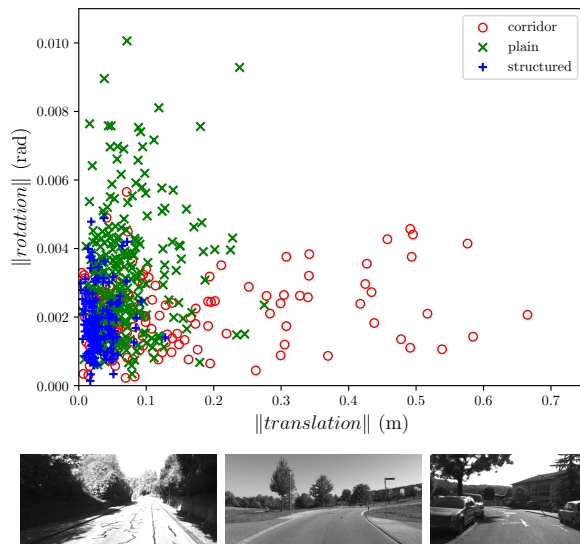 corridor
plain
structured
0.010
0.008
0.006
0.004
0.002
0.000
‖rotation‖ (rad)
0.0 0.1 0.2 0.3 0.4 0.5 0.6 0.7
‖translation‖ (m)